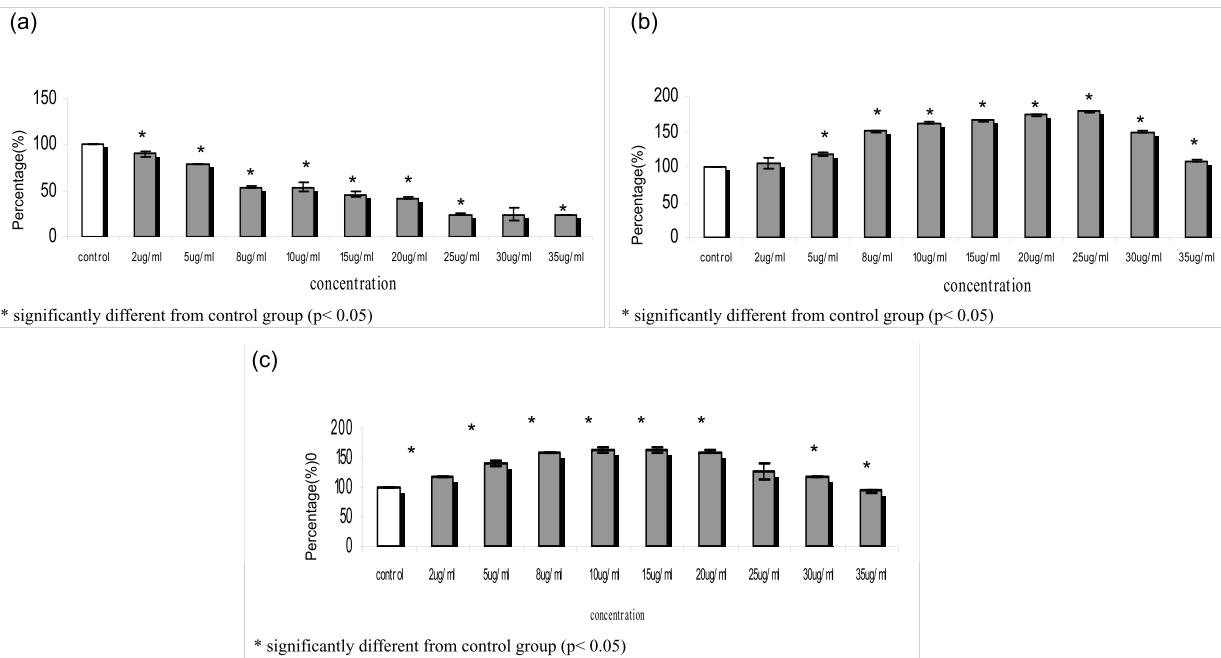 (a)
150
100
50
0
Percentage(%)
* * * * * * * *
control 2ug/ml 5ug/ml 8ug/ml 10ug/ml 15ug/ml 20ug/ml 25ug/ml 30ug/ml 35ug/ml
concentration
* significantly different from control group (p< 0.05)
(b)
200
150
100
50
0
Percentage(%)
* * * * * * * *
control 2ug/ml 5ug/ml 8ug/ml 10ug/ml 15ug/ml 20ug/ml 25ug/ml 30ug/ml 35ug/ml
concentration
* significantly different from control group (p< 0.05)
(c)
200
150
100
50
0
Percentage(%)0
* * * * * * * *
control 2ug/ml 5ug/ml 8ug/ml 10ug/ml 15ug/ml 20ug/ml 25ug/ml 30ug/ml 35ug/ml
concentration
* significantly different from control group (p< 0.05)